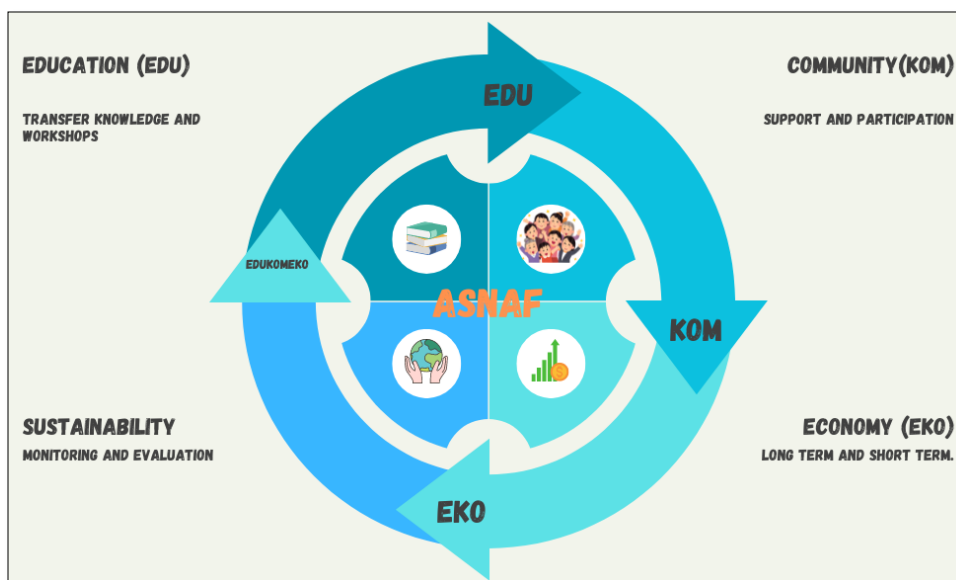 EDUCATION (EDU)
TRANSFER KNOWLEDGE AND
WORKSHOPS
EDU
COMMUNITY(KOM)
SUPPORT AND PARTICIPATION
EDUKOMEKO
ASNAF
KOM
SUSTAINABILITY
MONITORING AND EVALUATION
EKO
ECONOMY (EKO)
LONG TERM AND SHORT TERM.